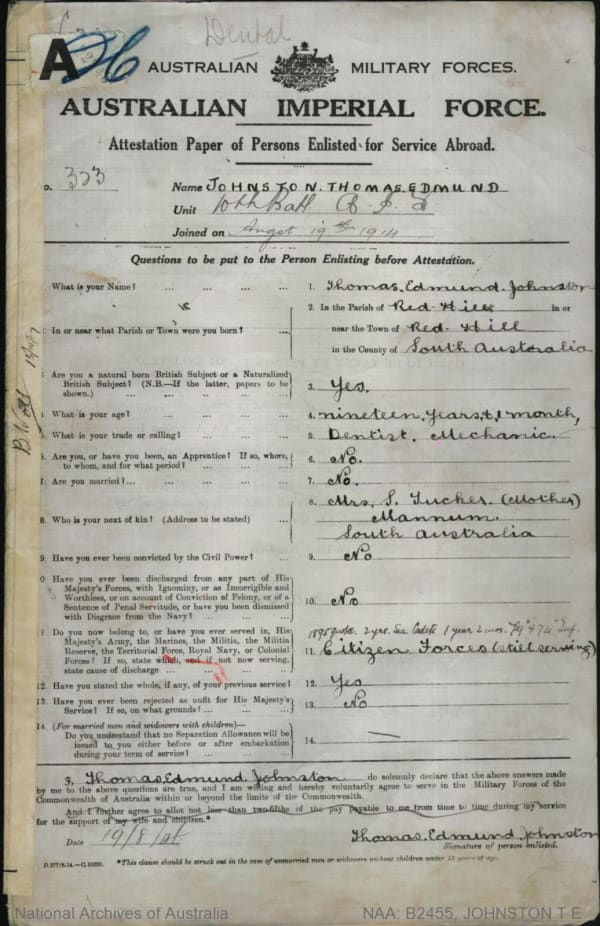 Dental
A
AUSTRALIAN MILITARY FORCES.
AUSTRALIAN IMPERIAL FORCE.
Attestation Paper of Persons Enlisted for Service Abroad.
o. 323 Name JOHNSTON. THOMAS. EDMUND
Unit 10th Batt. A. I. F
Joined on Augst 19th 1914
Questions to be put to the Person Enlisting before Attestation.
What is your Name? ... ... ... ... 1. Thomas. Edmund. Johnston
2. In the Parish of Red. Hill in or
In or near what Parish or Town were you born? ... near the Town of Red. Hill
in the County of South Australia
Are you a natural born British Subject or a Naturalized
British Subject? (N.B.—If the latter, papers to be
shown.) ... ... ... ... ... 3. Yes.
What is your age? ... ... ... ... 4. nineteen. years, &, 1 month,
What is your trade or calling? ... ... ... 5. Dentist. Mechanic.
Are you, or have you been, an Apprentice? If so, where,
to whom, and for what period? ... ... ... 6. No.
Are you married? ... ... ... ... 7. No.
8. Who is your next of kin? (Address to be stated) ... 8. Mrs, S. Tucker. (Mother)
Mannum.
South Australia
9. Have you ever been convicted by the Civil Power? ... 9. No
0 Have you ever been discharged from any part of His
Majesty's Forces, with Ignominy, or as Incorrigible and
Worthless, or on account of Conviction of Felony, or of a
Sentence of Penal Servitude, or have you been dismissed
with Disgrace from the Navy? ... ... ... 10. No
1 Do you now belong to, or have you ever served in, His
Majesty's Army, the Marines, the Militia, the Militia
Reserve, the Territorial Force, Royal Navy, or Colonial
Forces? If so, state which, and if not now serving,
state cause of discharge ... ... ...
1895 2 yrs. Sea Cadets 1 year 2 mos. 79th & 74th Inf.
11. Citizen Forces (still serving)
12. Have you stated the whole, if any, of your previous service? 12. Yes
13. Have you ever been rejected as unfit for His Majesty's
Service? If so, on what grounds? ... ... ... 13. No
14 (For married men and widowers with children)—
Do you understand that no Separation Allowance will be
issued to you either before or after embarkation
during your term of service? ... ... ... 14. —
I, Thomas, Edmund, Johnston do solemnly declare that the above answers made
by me to the above questions are true, and I am willing and hereby voluntarily agree to serve in the Military Forces of the
Commonwealth of Australia within or beyond the limits of the Commonwealth.
And I further agree to allot not less than two-fifths of the pay payable to me from time to time during my service
for the support of my wife and children.*
Date 19/8/14
Thomas. Edmund. Johnston
Signature of person enlisted.
*This clause should be struck out in the case of unmarried men or widowers without children under 18 years of age.
National Archives of Australia NAA: B2455, JOHNSTON T E